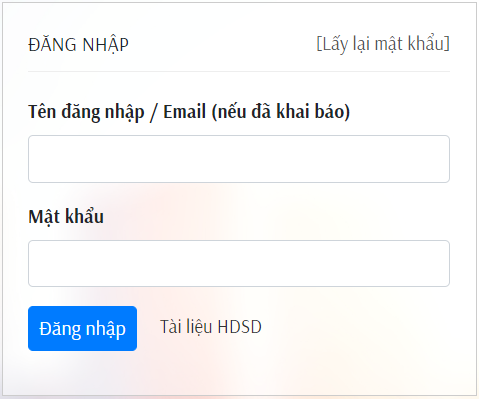 ĐĂNG NHẬP
[Lấy lại mật khẩu]
Tên đăng nhập / Email (nếu đã khai báo)
Mật khẩu
Đăng nhập
Tài liệu HDSD